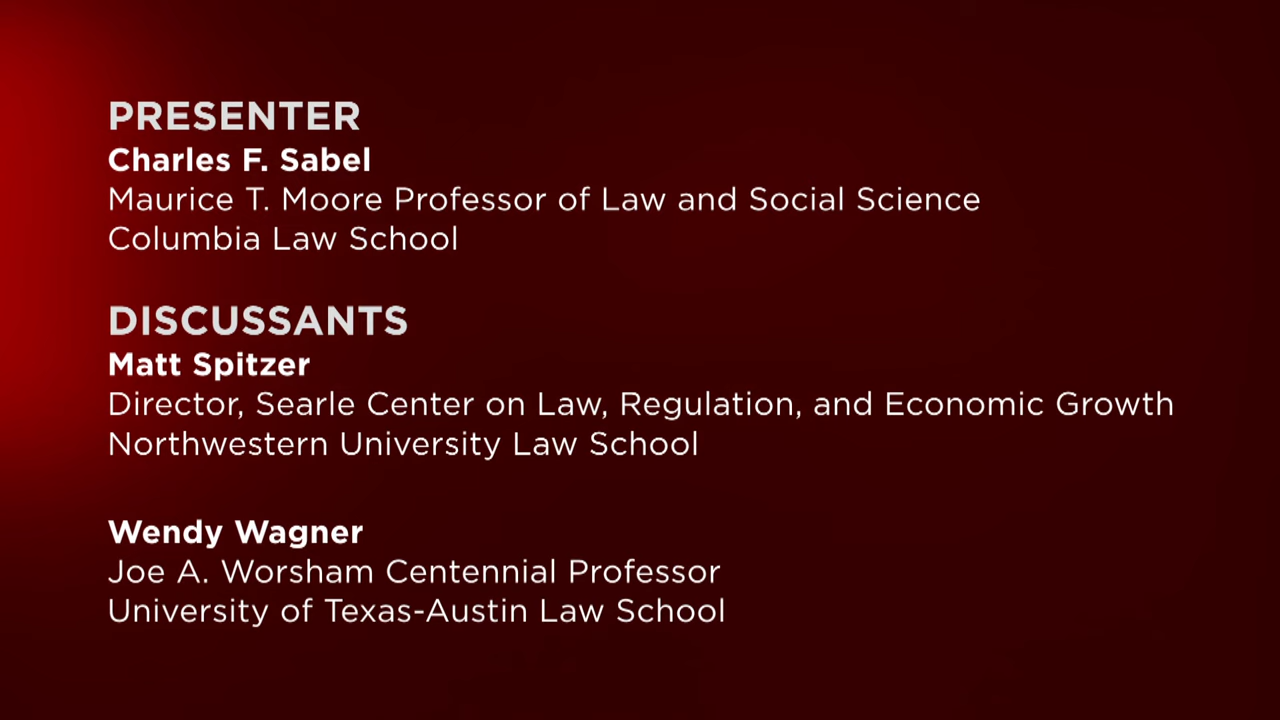 PRESENTER
Charles F. Sabel
Maurice T. Moore Professor of Law and Social Science
Columbia Law School
DISCUSSANTS
Matt Spitzer
Director, Searle Center on Law, Regulation, and Economic Growth
Northwestern University Law School
Wendy Wagner
Joe A. Worsham Centennial Professor
University of Texas-Austin Law School